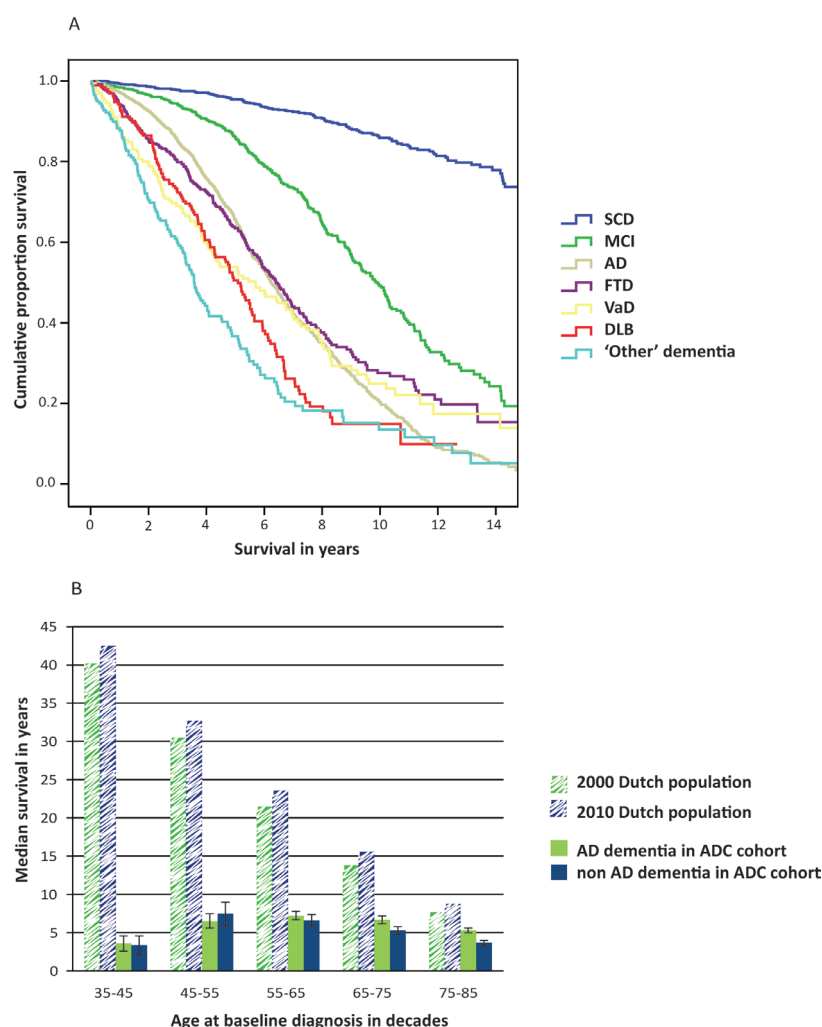 A
Cumulative proportion survival
1.0
0.8
0.6
0.4
0.2
0.0
0 2 4 6 8 10 12 14
Survival in years
SCD
MCI
AD
FTD
VaD
DLB
‘Other’ dementia
B
Median survival in years
45
40
35
30
25
20
15
10
5
0
35-45 45-55 55-65 65-75 75-85
Age at baseline diagnosis in decades
2000 Dutch population
2010 Dutch population
AD dementia in ADC cohort
non AD dementia in ADC cohort